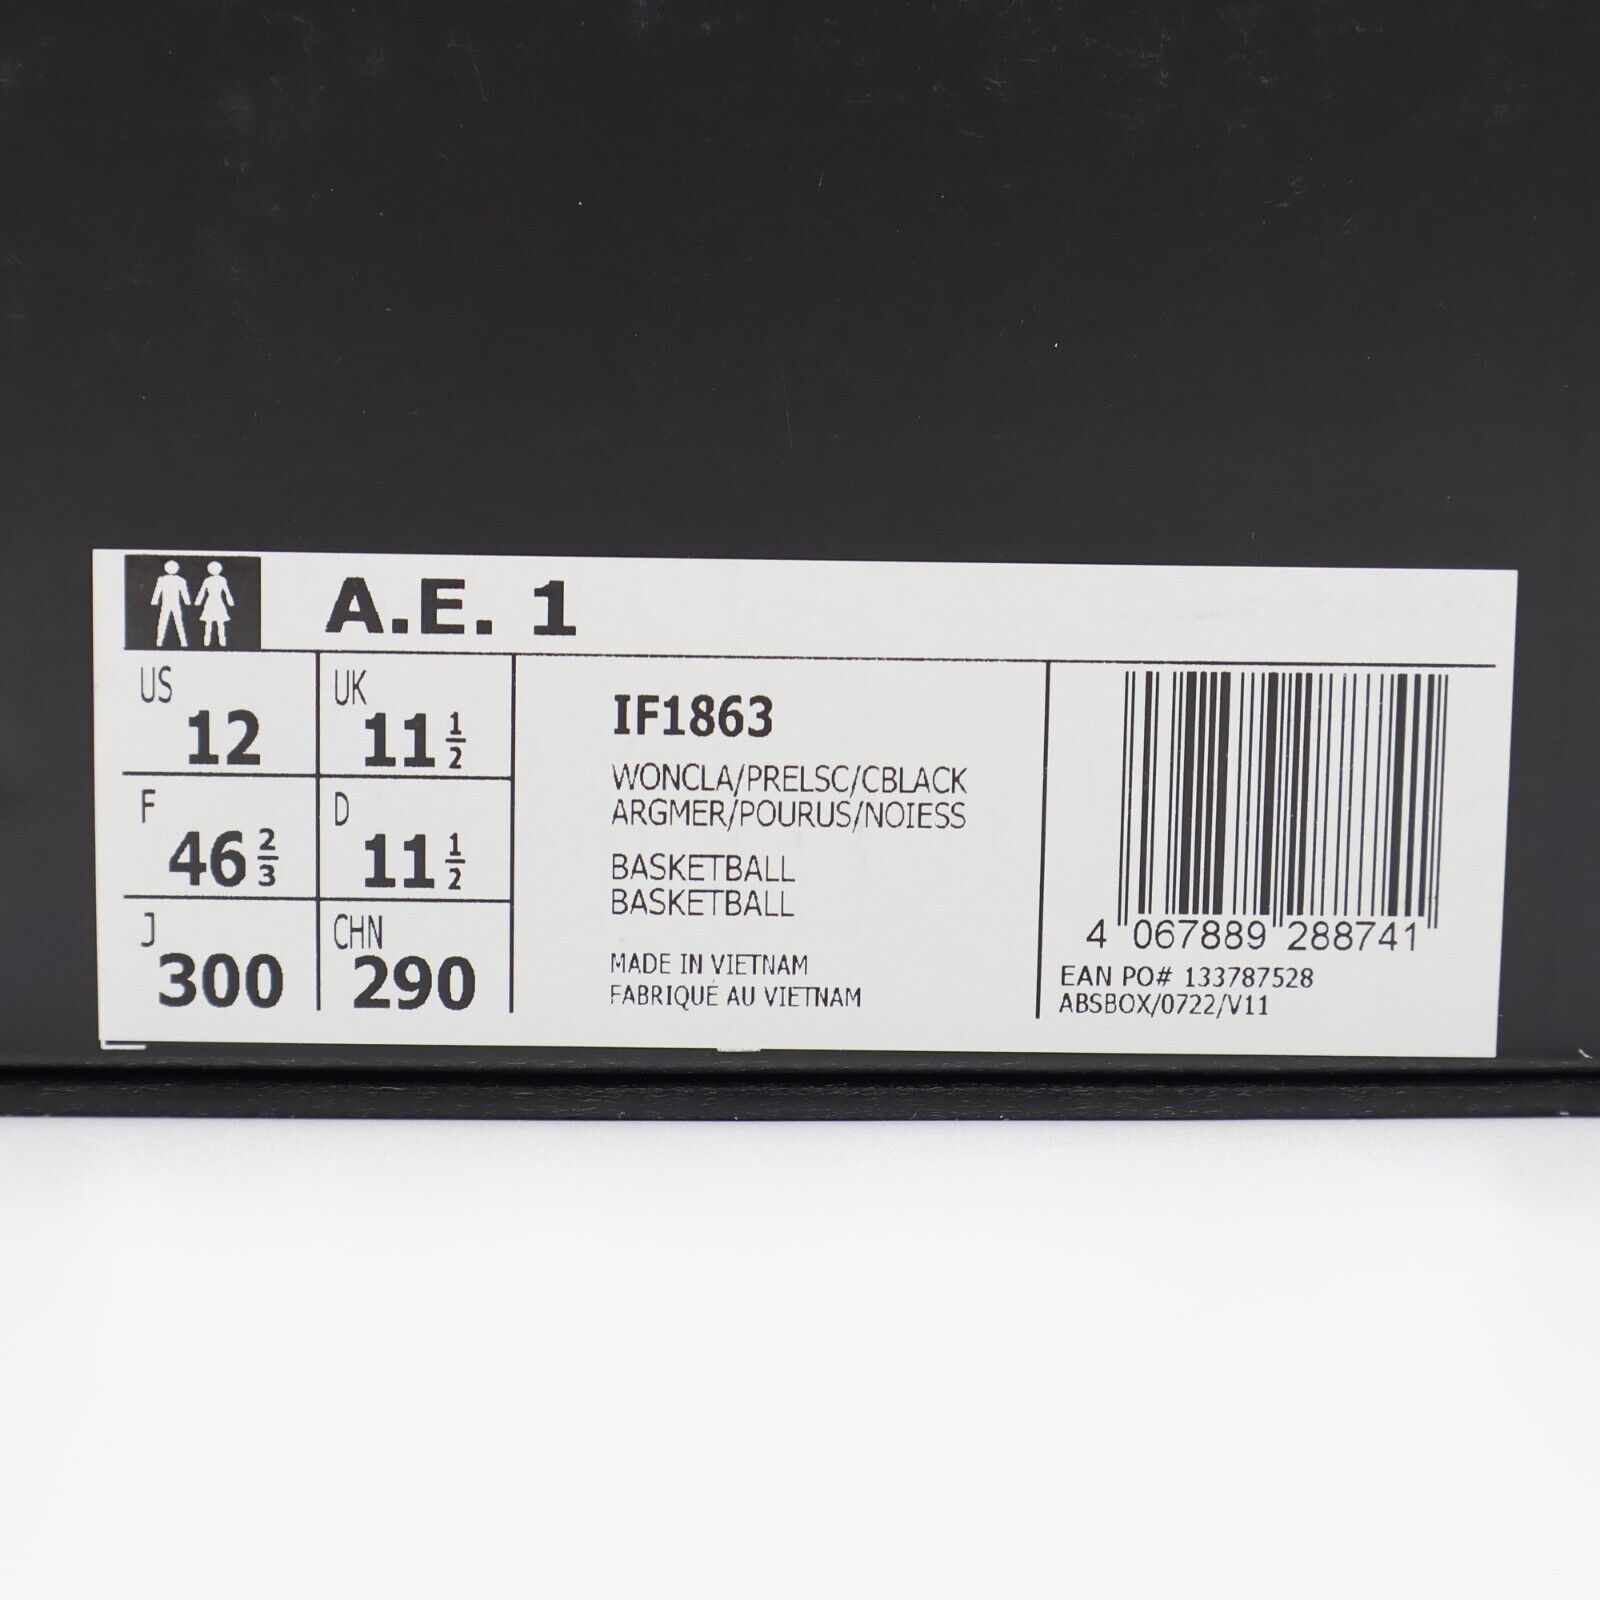 A.E. 1
US 12
UK 11 1/2
F 46 2/3
D 11 1/2
J 300
CHN 290
IF1863
WONCLA/PRELSC/CBLACK
ARGMER/POURUS/NOIESS
BASKETBALL
BASKETBALL
MADE IN VIETNAM
FABRIQUÉ AU VIETNAM
4 067889 288741
EAN PO# 133787528
ABSBOX/0722/V11